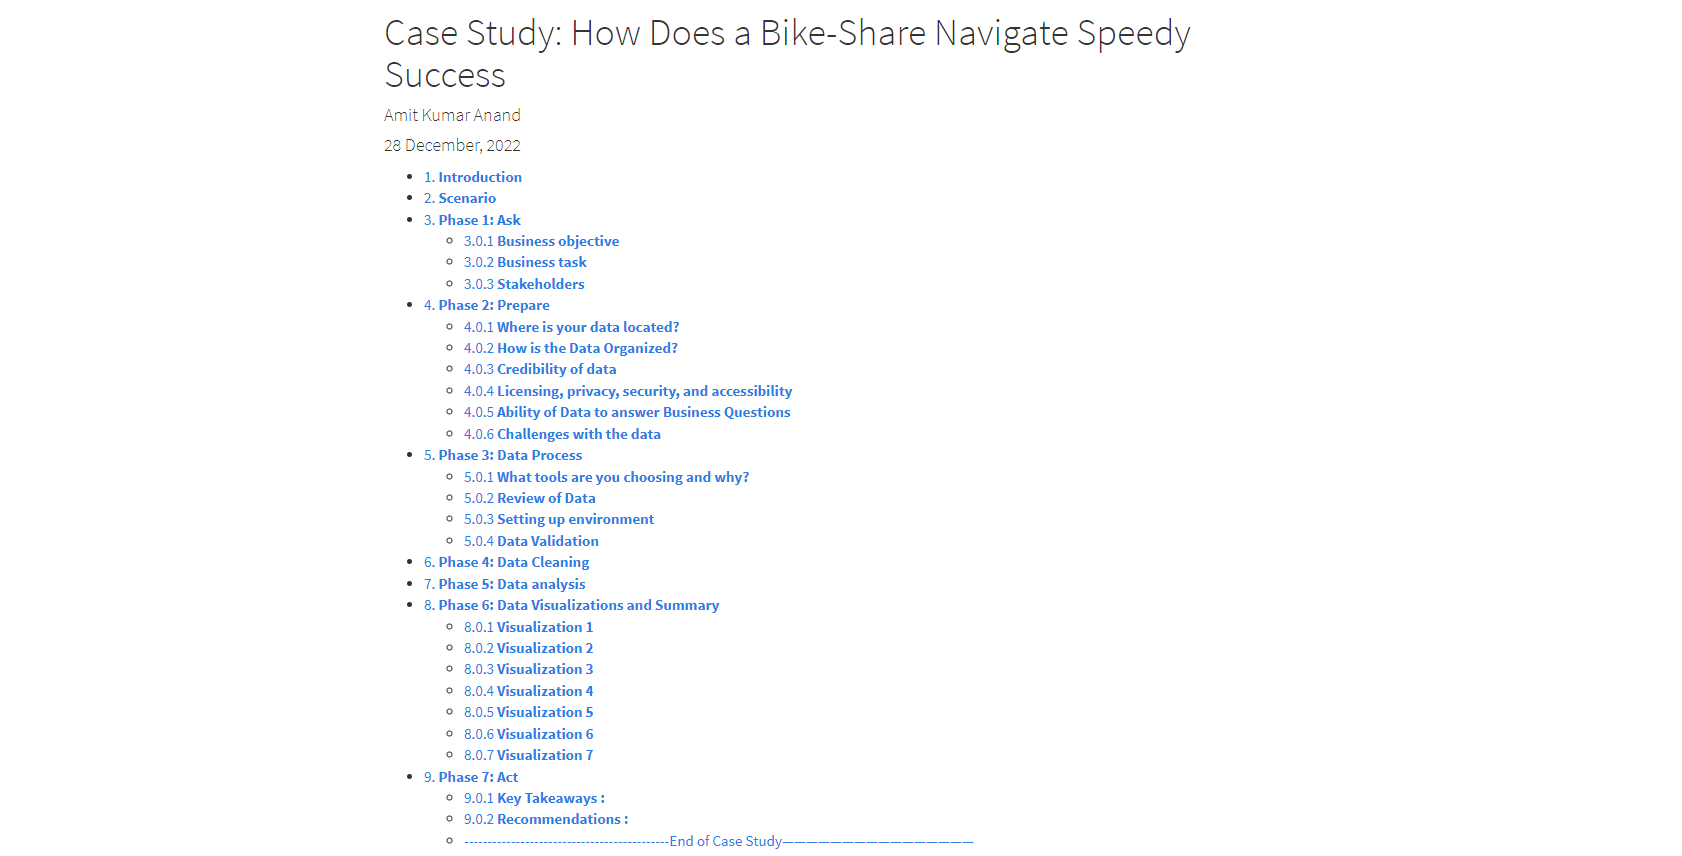 Case Study: How Does a Bike-Share Navigate Speedy
Success
Amit Kumar Anand
28 December, 2022
1. Introduction
2. Scenario
3. Phase 1: Ask
3.0.1 Business objective
3.0.2 Business task
3.0.3 Stakeholders
4. Phase 2: Prepare
4.0.1 Where is your data located?
4.0.2 How is the Data Organized?
4.0.3 Credibility of data
4.0.4 Licensing, privacy, security, and accessibility
4.0.5 Ability of Data to answer Business Questions
4.0.6 Challenges with the data
5. Phase 3: Data Process
5.0.1 What tools are you choosing and why?
5.0.2 Review of Data
5.0.3 Setting up environment
5.0.4 Data Validation
6. Phase 4: Data Cleaning
7. Phase 5: Data analysis
8. Phase 6: Data Visualizations and Summary
8.0.1 Visualization 1
8.0.2 Visualization 2
8.0.3 Visualization 3
8.0.4 Visualization 4
8.0.5 Visualization 5
8.0.6 Visualization 6
8.0.7 Visualization 7
9. Phase 7: Act
9.0.1 Key Takeaways :
9.0.2 Recommendations :
--------------------------------------------End of Case Study————————————————